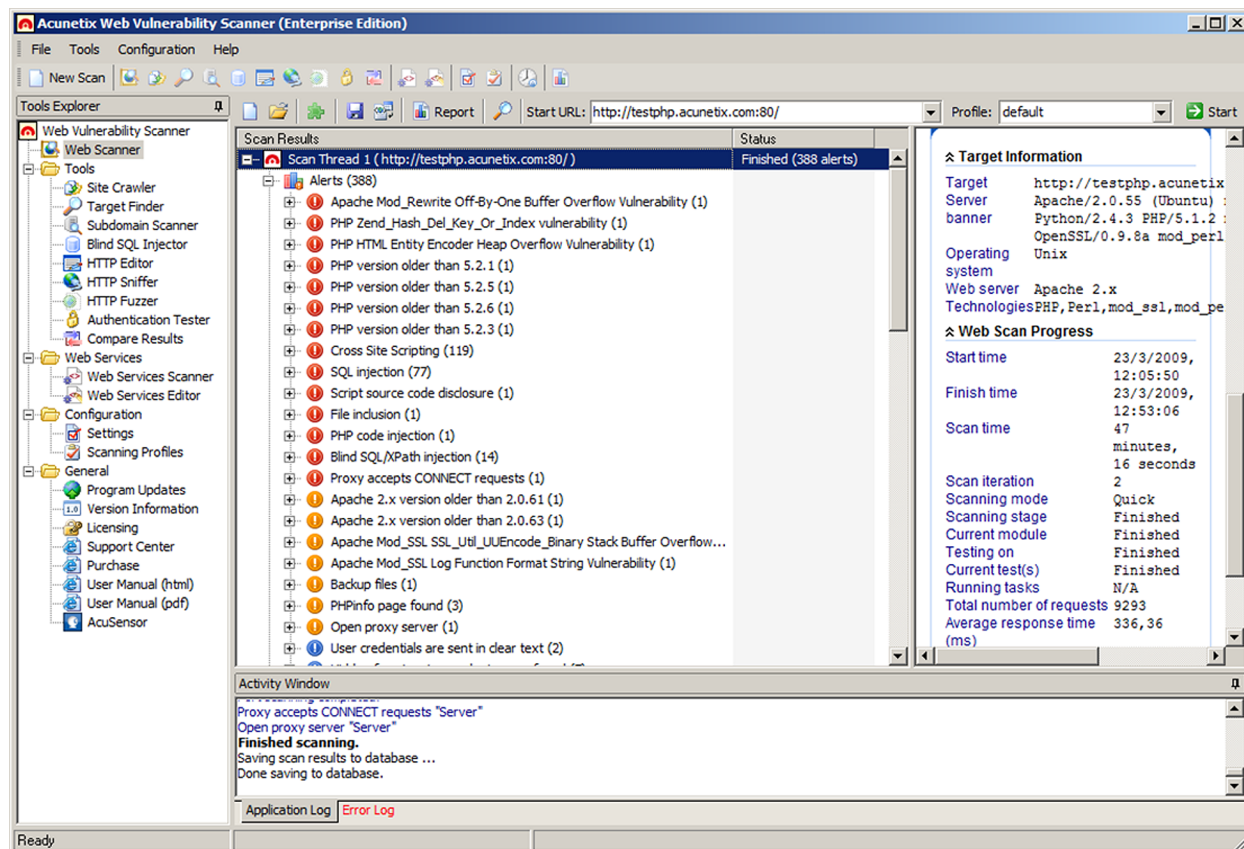 Acunetix Web Vulnerability Scanner (Enterprise Edition)
File Tools Configuration Help
New Scan
Tools Explorer
Web Vulnerability Scanner
Web Scanner
Tools
Site Crawler
Target Finder
Subdomain Scanner
Blind SQL Injector
HTTP Editor
HTTP Sniffer
HTTP Fuzzer
Authentication Tester
Compare Results
Web Services
Web Services Scanner
Web Services Editor
Configuration
Settings
Scanning Profiles
General
Program Updates
1.0 Version Information
Licensing
Support Center
Purchase
User Manual (html)
User Manual (pdf)
AcuSensor
Report Start URL: http://testphp.acunetix.com:80/ Profile: default Start
Scan Results Status
Scan Thread 1 ( http://testphp.acunetix.com:80/ ) Finished (388 alerts)
Alerts (388)
Apache Mod_Rewrite Off-By-One Buffer Overflow Vulnerability (1)
PHP Zend_Hash_Del_Key_Or_Index vulnerability (1)
PHP HTML Entity Encoder Heap Overflow Vulnerability (1)
PHP version older than 5.2.1 (1)
PHP version older than 5.2.5 (1)
PHP version older than 5.2.6 (1)
PHP version older than 5.2.3 (1)
Cross Site Scripting (119)
SQL injection (77)
Script source code disclosure (1)
File inclusion (1)
PHP code injection (1)
Blind SQL/XPath injection (14)
Proxy accepts CONNECT requests (1)
Apache 2.x version older than 2.0.61 (1)
Apache 2.x version older than 2.0.63 (1)
Apache Mod_SSL SSL_Util_UUEncode_Binary Stack Buffer Overflow...
Apache Mod_SSL Log Function Format String Vulnerability (1)
Backup files (1)
PHPinfo page found (3)
Open proxy server (1)
User credentials are sent in clear text (2)
Target Information
Target http://testphp.acunetix
Server Apache/2.0.55 (Ubuntu)
banner Python/2.4.3 PHP/5.1.2
OpenSSL/0.9.8a mod_perl
Operating Unix
system
Web server Apache 2.x
Technologies PHP,Perl,mod_ssl,mod_pe
Web Scan Progress
Start time 23/3/2009,
12:05:50
Finish time 23/3/2009,
12:53:06
Scan time 47
minutes,
16 seconds
Scan iteration 2
Scanning mode Quick
Scanning stage Finished
Current module Finished
Testing on Finished
Current test(s) Finished
Running tasks N/A
Total number of requests 9293
Average response time 336,36
(ms)
Activity Window
Proxy accepts CONNECT requests "Server"
Open proxy server "Server"
Finished scanning.
Saving scan results to database ...
Done saving to database.
Application Log Error Log
Ready